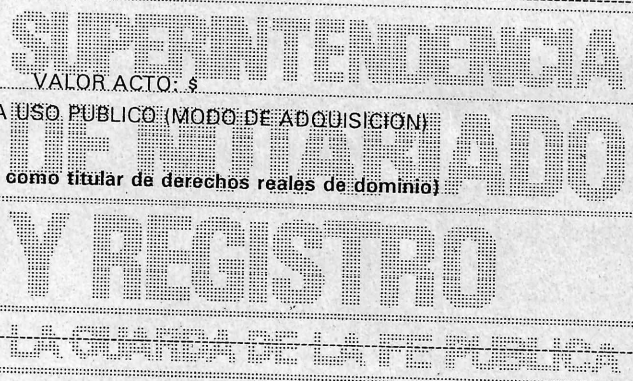 SUPERINTENDENCIA
VALOR ACTO: $
A USO PUBLICO (MODO DE ADQUISICION)
DE NOTARIADO
como titular de derechos reales de dominio)
Y REGISTRO
LA GUARDA DE LA FE PUBLICA